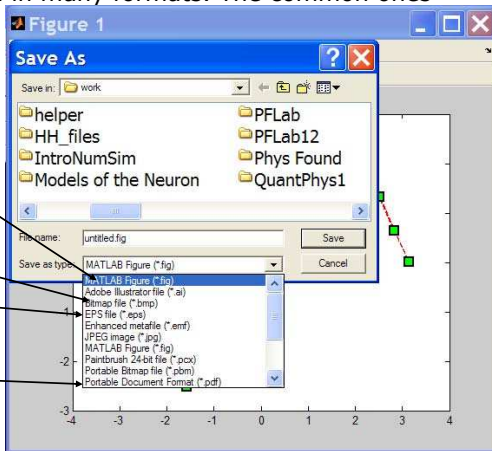 in many formats. The common ones
Figure 1
Save As
Save in: work
helper
HH_files
IntroNumSim
Models of the Neuron
PFLab
PFLab12
Phys Found
QuantPhys1
File name: untitled.fig Save
Save as type: MATLAB Figure (*.fig) Cancel
MATLAB Figure (*.fig)
Adobe Illustrator file (*.ai)
Bitmap file (*.bmp)
EPS file (*.eps)
Enhanced metafile (*.emf)
JPEG image (*.jpg)
MATLAB Figure (*.fig)
Paintbrush 24-bit file (*.pcx)
Portable Bitmap file (*.pbm)
Portable Document Format (*.pdf)
-1
-2
-3
-4 -3 -2 -1 0 1 2 3 4